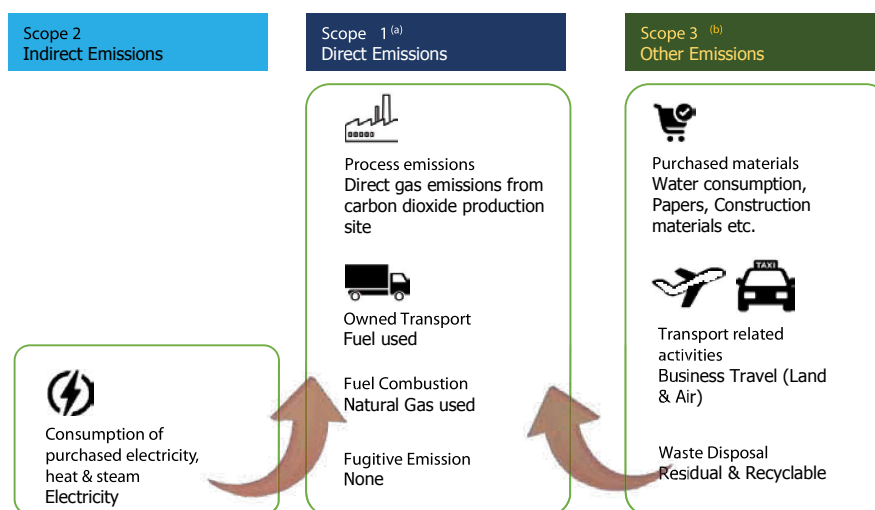 Scope 2
Indirect Emissions
Scope 1 (a)
Direct Emissions
Scope 3 (b)
Other Emissions
Consumption of
purchased electricity,
heat & steam
Electricity
Process emissions
Direct gas emissions from
carbon dioxide production
site
Owned Transport
Fuel used
Fuel Combustion
Natural Gas used
Fugitive Emission
None
Purchased materials
Water consumption,
Papers, Construction
materials etc.
TAXI
Transport related
activities
Business Travel (Land
& Air)
Waste Disposal
Residual & Recyclable